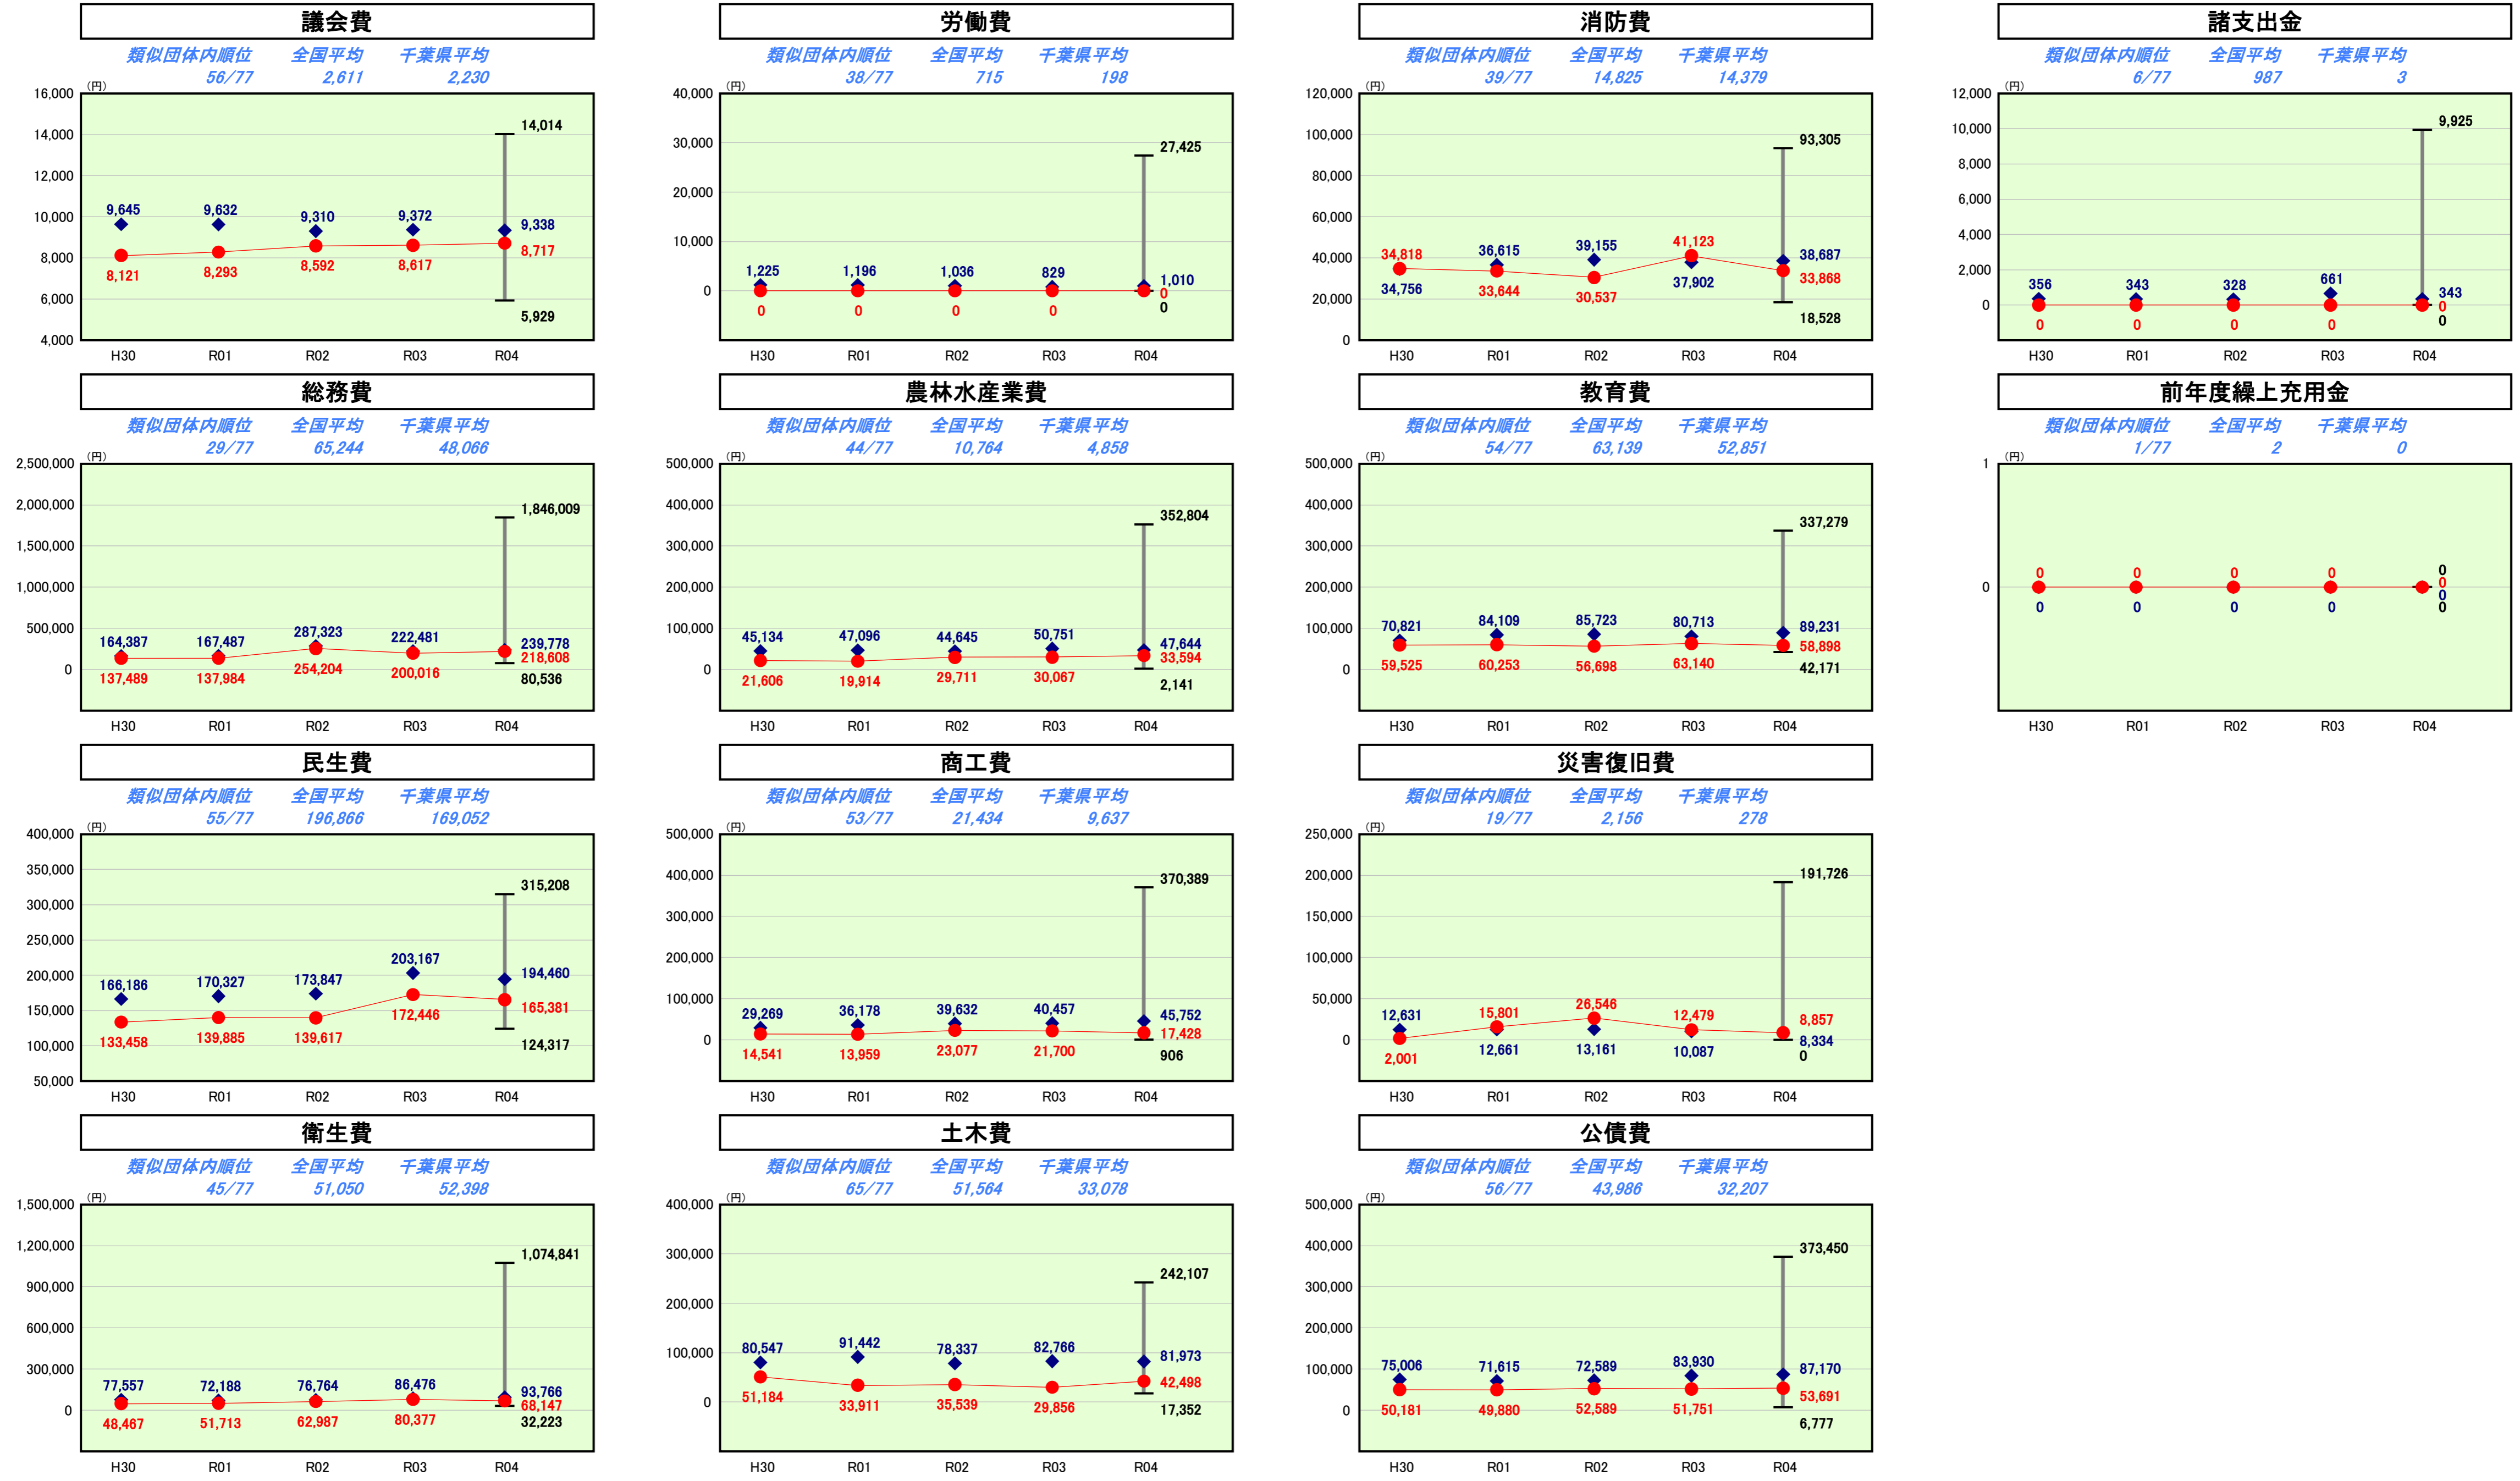 議会費
類似団体内順位 全国平均 千葉県平均
56/77 2,611 2,230
(円)
16,000
14,000
12,000
10,000
8,000
6,000
4,000
14,014
9,645 9,632 9,310 9,372 9,338
8,121 8,293 8,592 8,617 8,717
5,929
H30 R01 R02 R03 R04
労働費
類似団体内順位 全国平均 千葉県平均
38/77 715 198
(円)
40,000
30,000
20,000
10,000
0
27,425
1,225 1,196 1,036 829 1,010
0 0 0 0 0
0
H30 R01 R02 R03 R04
消防費
類似団体内順位 全国平均 千葉県平均
39/77 14,825 14,379
(円)
120,000
100,000
80,000
60,000
40,000
20,000
0
93,305
34,818 36,615 39,155 41,123 38,687
34,756 33,644 30,537 37,902 33,868
18,528
H30 R01 R02 R03 R04
諸支出金
類似団体内順位 全国平均 千葉県平均
6/77 987 3
(円)
12,000
10,000
8,000
6,000
4,000
2,000
0
9,925
356 343 328 661 343
0 0 0 0 0
0
H30 R01 R02 R03 R04
総務費
類似団体内順位 全国平均 千葉県平均
29/77 65,244 48,066
(円)
2,500,000
2,000,000
1,500,000
1,000,000
500,000
0
1,846,009
164,387 167,487 287,323 222,481 239,778
137,489 137,984 254,204 200,016 218,608
80,536
H30 R01 R02 R03 R04
農林水産業費
類似団体内順位 全国平均 千葉県平均
44/77 10,764 4,858
(円)
500,000
400,000
300,000
200,000
100,000
0
352,804
45,134 47,096 44,645 50,751 47,644
21,606 19,914 29,711 30,067 33,594
2,141
H30 R01 R02 R03 R04
教育費
類似団体内順位 全国平均 千葉県平均
54/77 63,139 52,851
(円)
500,000
400,000
300,000
200,000
100,000
0
337,279
70,821 84,109 85,723 80,713 89,231
59,525 60,253 56,698 63,140 58,898
42,171
H30 R01 R02 R03 R04
前年度繰上充用金
類似団体内順位 全国平均 千葉県平均
1/77 2 0
(円)
1
0
0
0 0 0 0 0
0 0 0 0 0
0
H30 R01 R02 R03 R04
民生費
類似団体内順位 全国平均 千葉県平均
55/77 196,866 169,052
(円)
400,000
350,000
300,000
250,000
200,000
150,000
100,000
50,000
315,208
166,186 170,327 173,847 203,167 194,460
133,458 139,885 139,617 172,446 165,381
124,317
H30 R01 R02 R03 R04
商工費
類似団体内順位 全国平均 千葉県平均
53/77 21,434 9,637
(円)
500,000
400,000
300,000
200,000
100,000
0
370,389
29,269 36,178 39,632 40,457 45,752
14,541 13,959 23,077 21,700 17,428
906
H30 R01 R02 R03 R04
災害復旧費
類似団体内順位 全国平均 千葉県平均
19/77 2,156 278
(円)
250,000
200,000
150,000
100,000
50,000
0
191,726
12,631 15,801 26,546 12,479 8,857
2,001 12,661 13,161 10,087 8,334
0
H30 R01 R02 R03 R04
衛生費
類似団体内順位 全国平均 千葉県平均
45/77 51,050 52,398
(円)
1,500,000
1,200,000
900,000
600,000
300,000
0
1,074,841
77,557 72,188 76,764 86,476 93,766
48,467 51,713 62,987 80,377 68,147
32,223
H30 R01 R02 R03 R04
土木費
類似団体内順位 全国平均 千葉県平均
65/77 51,564 33,078
(円)
400,000
300,000
200,000
100,000
0
242,107
80,547 91,442 78,337 82,766 81,973
51,184 33,911 35,539 29,856 42,498
17,352
H30 R01 R02 R03 R04
公債費
類似団体内順位 全国平均 千葉県平均
56/77 43,986 32,207
(円)
500,000
400,000
300,000
200,000
100,000
0
373,450
75,006 71,615 72,589 83,930 87,170
50,181 49,880 52,589 51,751 53,691
6,777
H30 R01 R02 R03 R04